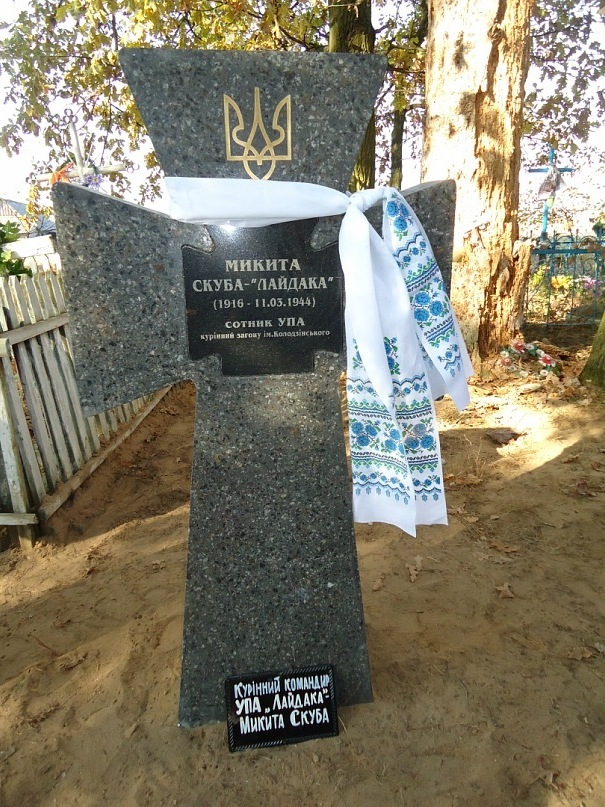 МИКИТА
СКУБА-"ЛАЙДАКА"
(1916 - 11.03.1944)
СОТНИК УПА
курінний загону ім.Колодзінського
КУРІННИЙ КОМАНДИР
УПА „ЛАЙДАКА"-
МИКИТА СКУБА